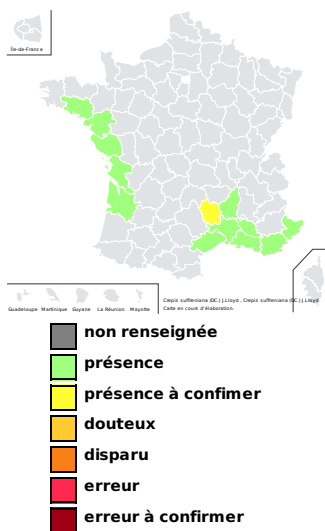 Île-de-France
Guadeloupe Martinique Guyane La Réunion Mayotte
Crepis suffreniana (DC.) J.Lloyd , Crepis suffreniana (DC.) J.Lloyd
Carte en cours d'élaboration.
non renseignée
présence
présence à confimer
douteux
disparu
erreur
erreur à confirmer